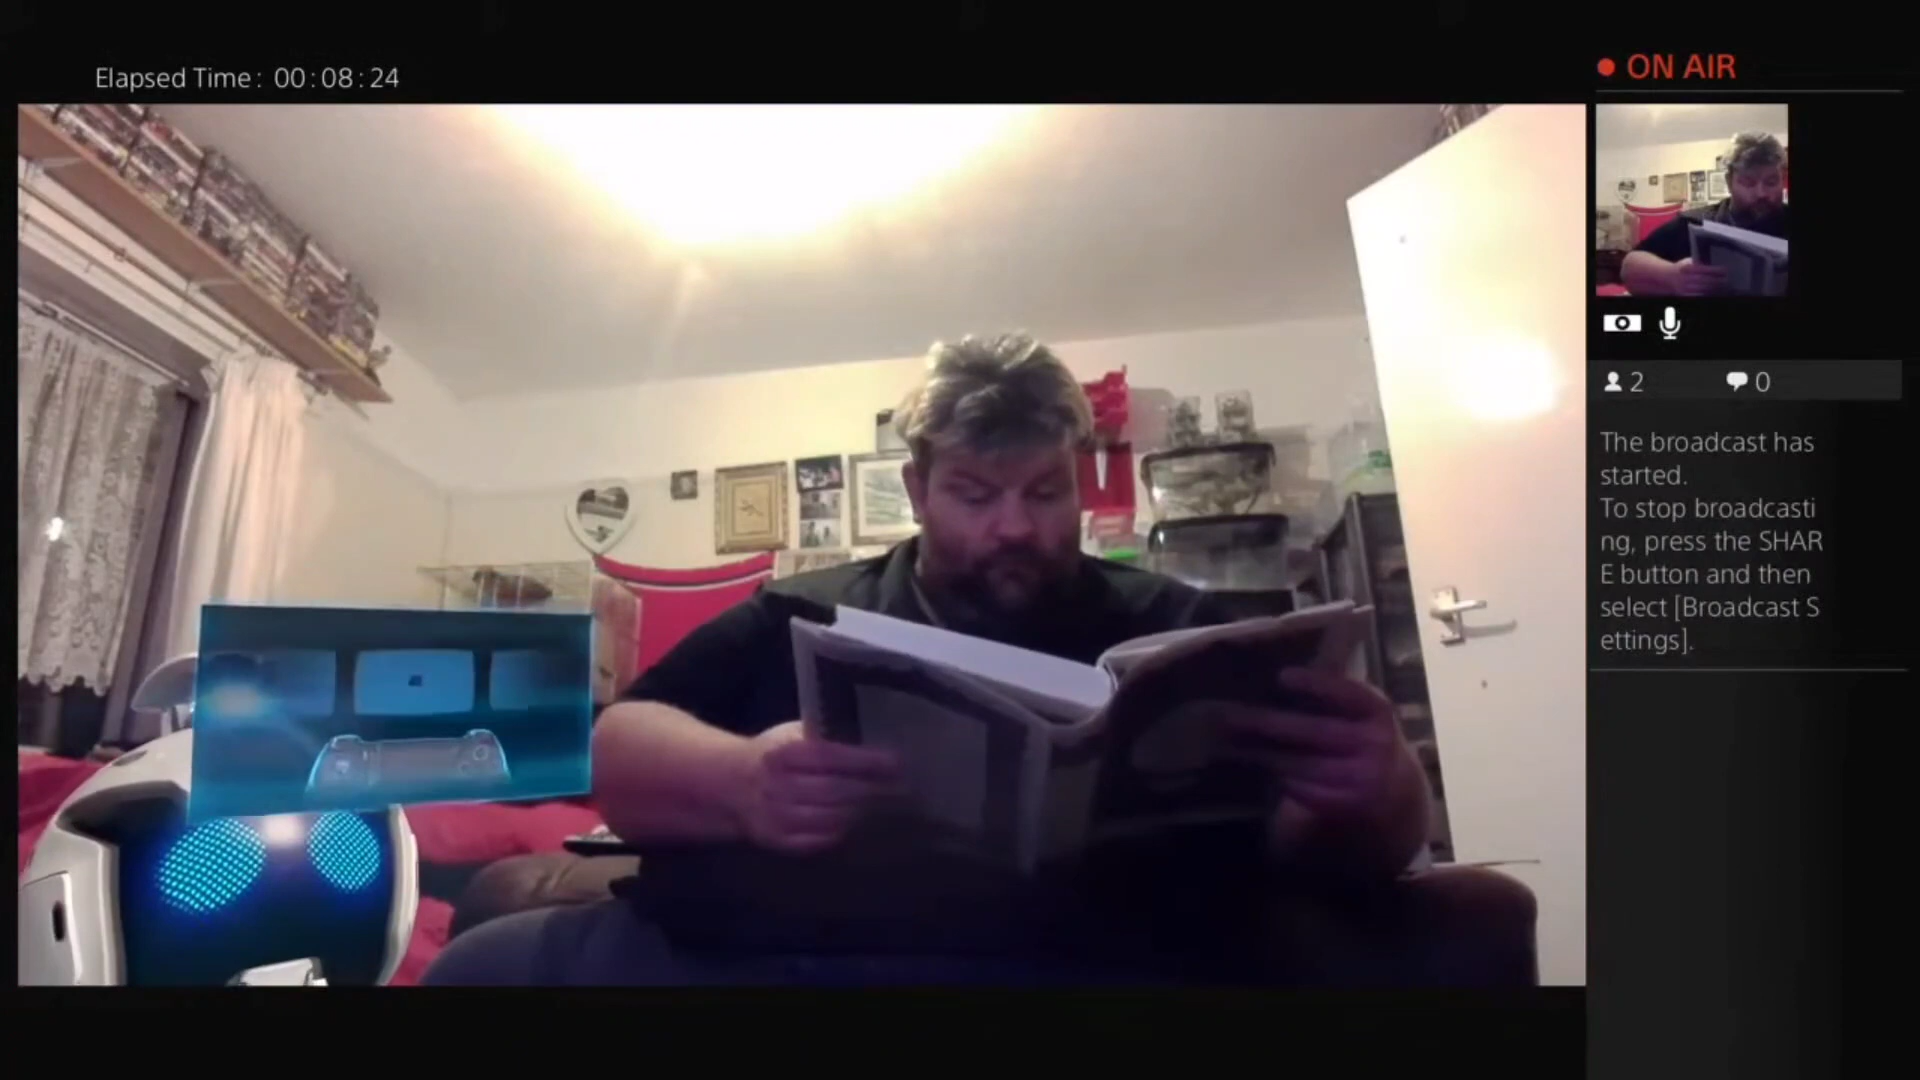 Elapsed Time: 00:08:24
ON AIR
2 0
The broadcast has
started.
To stop broadcasti
ng, press the SHAR
E button and then
select [Broadcast S
ettings].